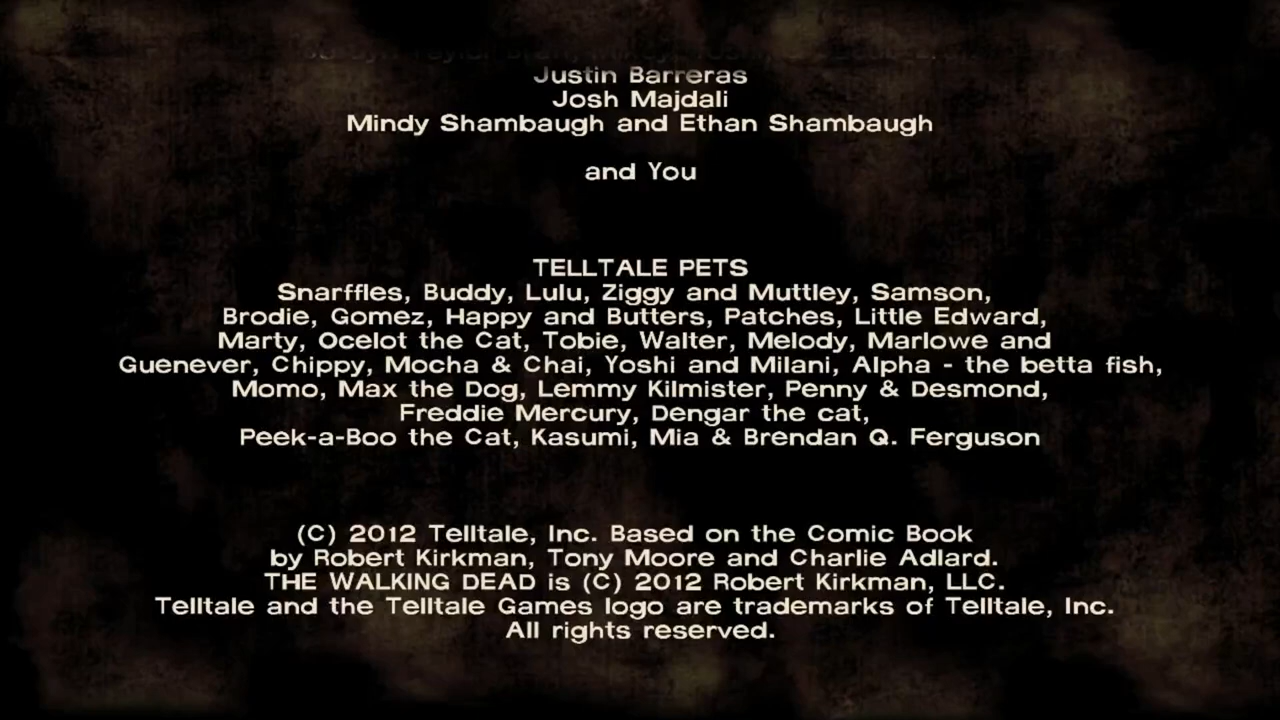 Justin Barreras
Josh Majdali
Mindy Shambaugh and Ethan Shambaugh
and You
TELLTALE PETS
Snarffles, Buddy, Lulu, Ziggy and Muttley, Samson,
Brodie, Gomez, Happy and Butters, Patches, Little Edward,
Marty, Ocelot the Cat, Tobie, Walter, Melody, Marlowe and
Guenever, Chippy, Mocha & Chai, Yoshi and Milani, Alpha - the betta fish,
Momo, Max the Dog, Lemmy Kilmister, Penny & Desmond,
Freddie Mercury, Dengar the cat,
Peek-a-Boo the Cat, Kasumi, Mia & Brendan Q. Ferguson
(C) 2012 Telltale, Inc. Based on the Comic Book
by Robert Kirkman, Tony Moore and Charlie Adlard.
THE WALKING DEAD is (C) 2012 Robert Kirkman, LLC.
Telltale and the Telltale Games logo are trademarks of Telltale, Inc.
All rights reserved.